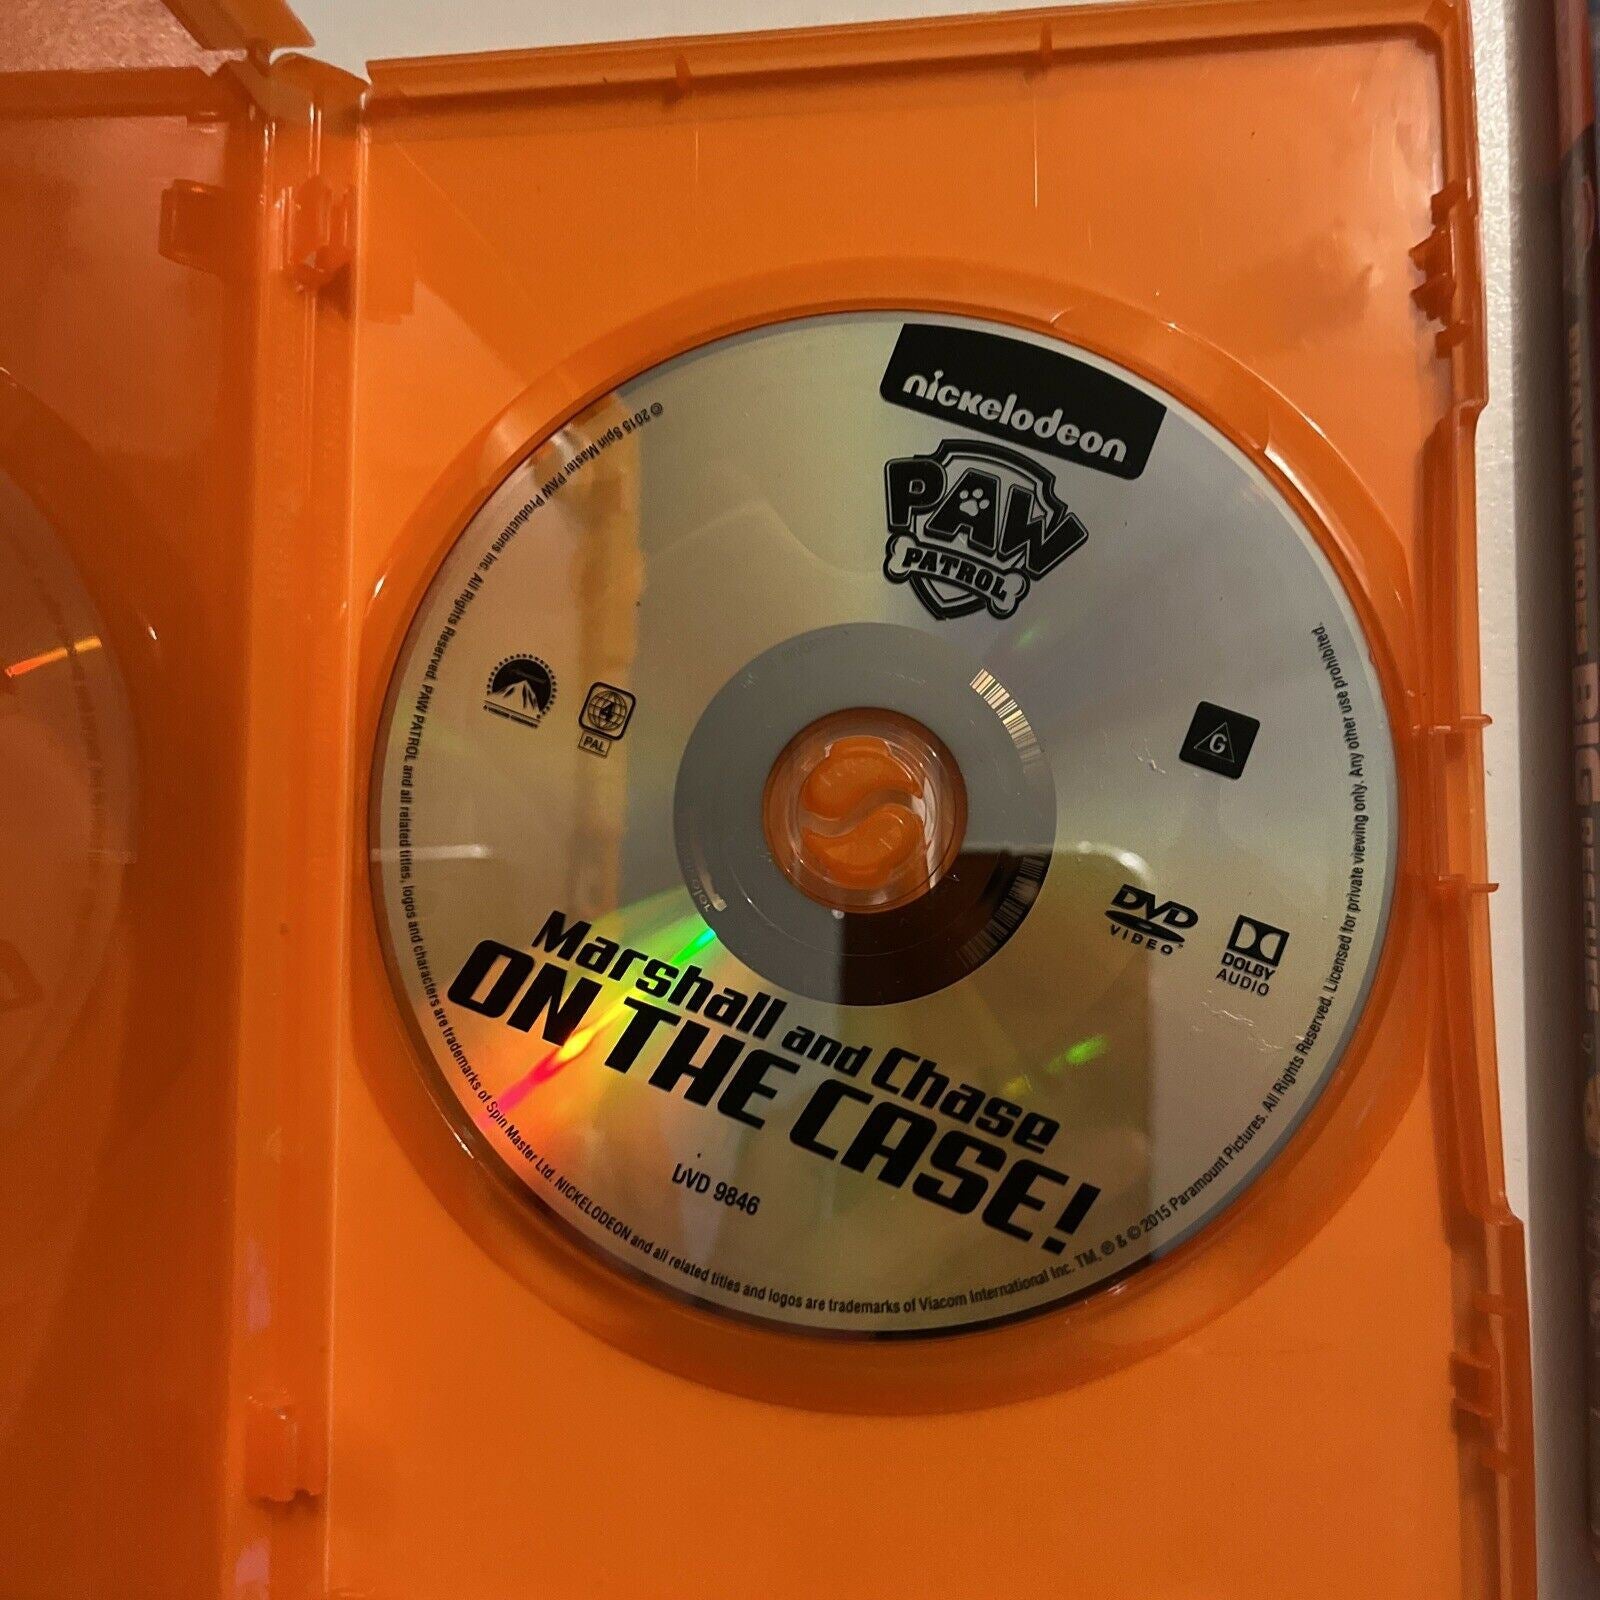 nickelodeon
PAW
PATROL
4
PAL
G
DVD
VIDEO
DOLBY
AUDIO
Marshall and Chase
ON THE CASE!
DVD 9846
© 2015 Spin Master PAW Productions Inc. All Rights Reserved. PAW PATROL and all related titles, logos and characters are trademarks of Spin Master Ltd. NICKELODEON and all related titles and logos are trademarks of Viacom International Inc. TM, ℗ & © 2015 Paramount Pictures. All Rights Reserved. Licensed for private viewing only. Any other use prohibited.